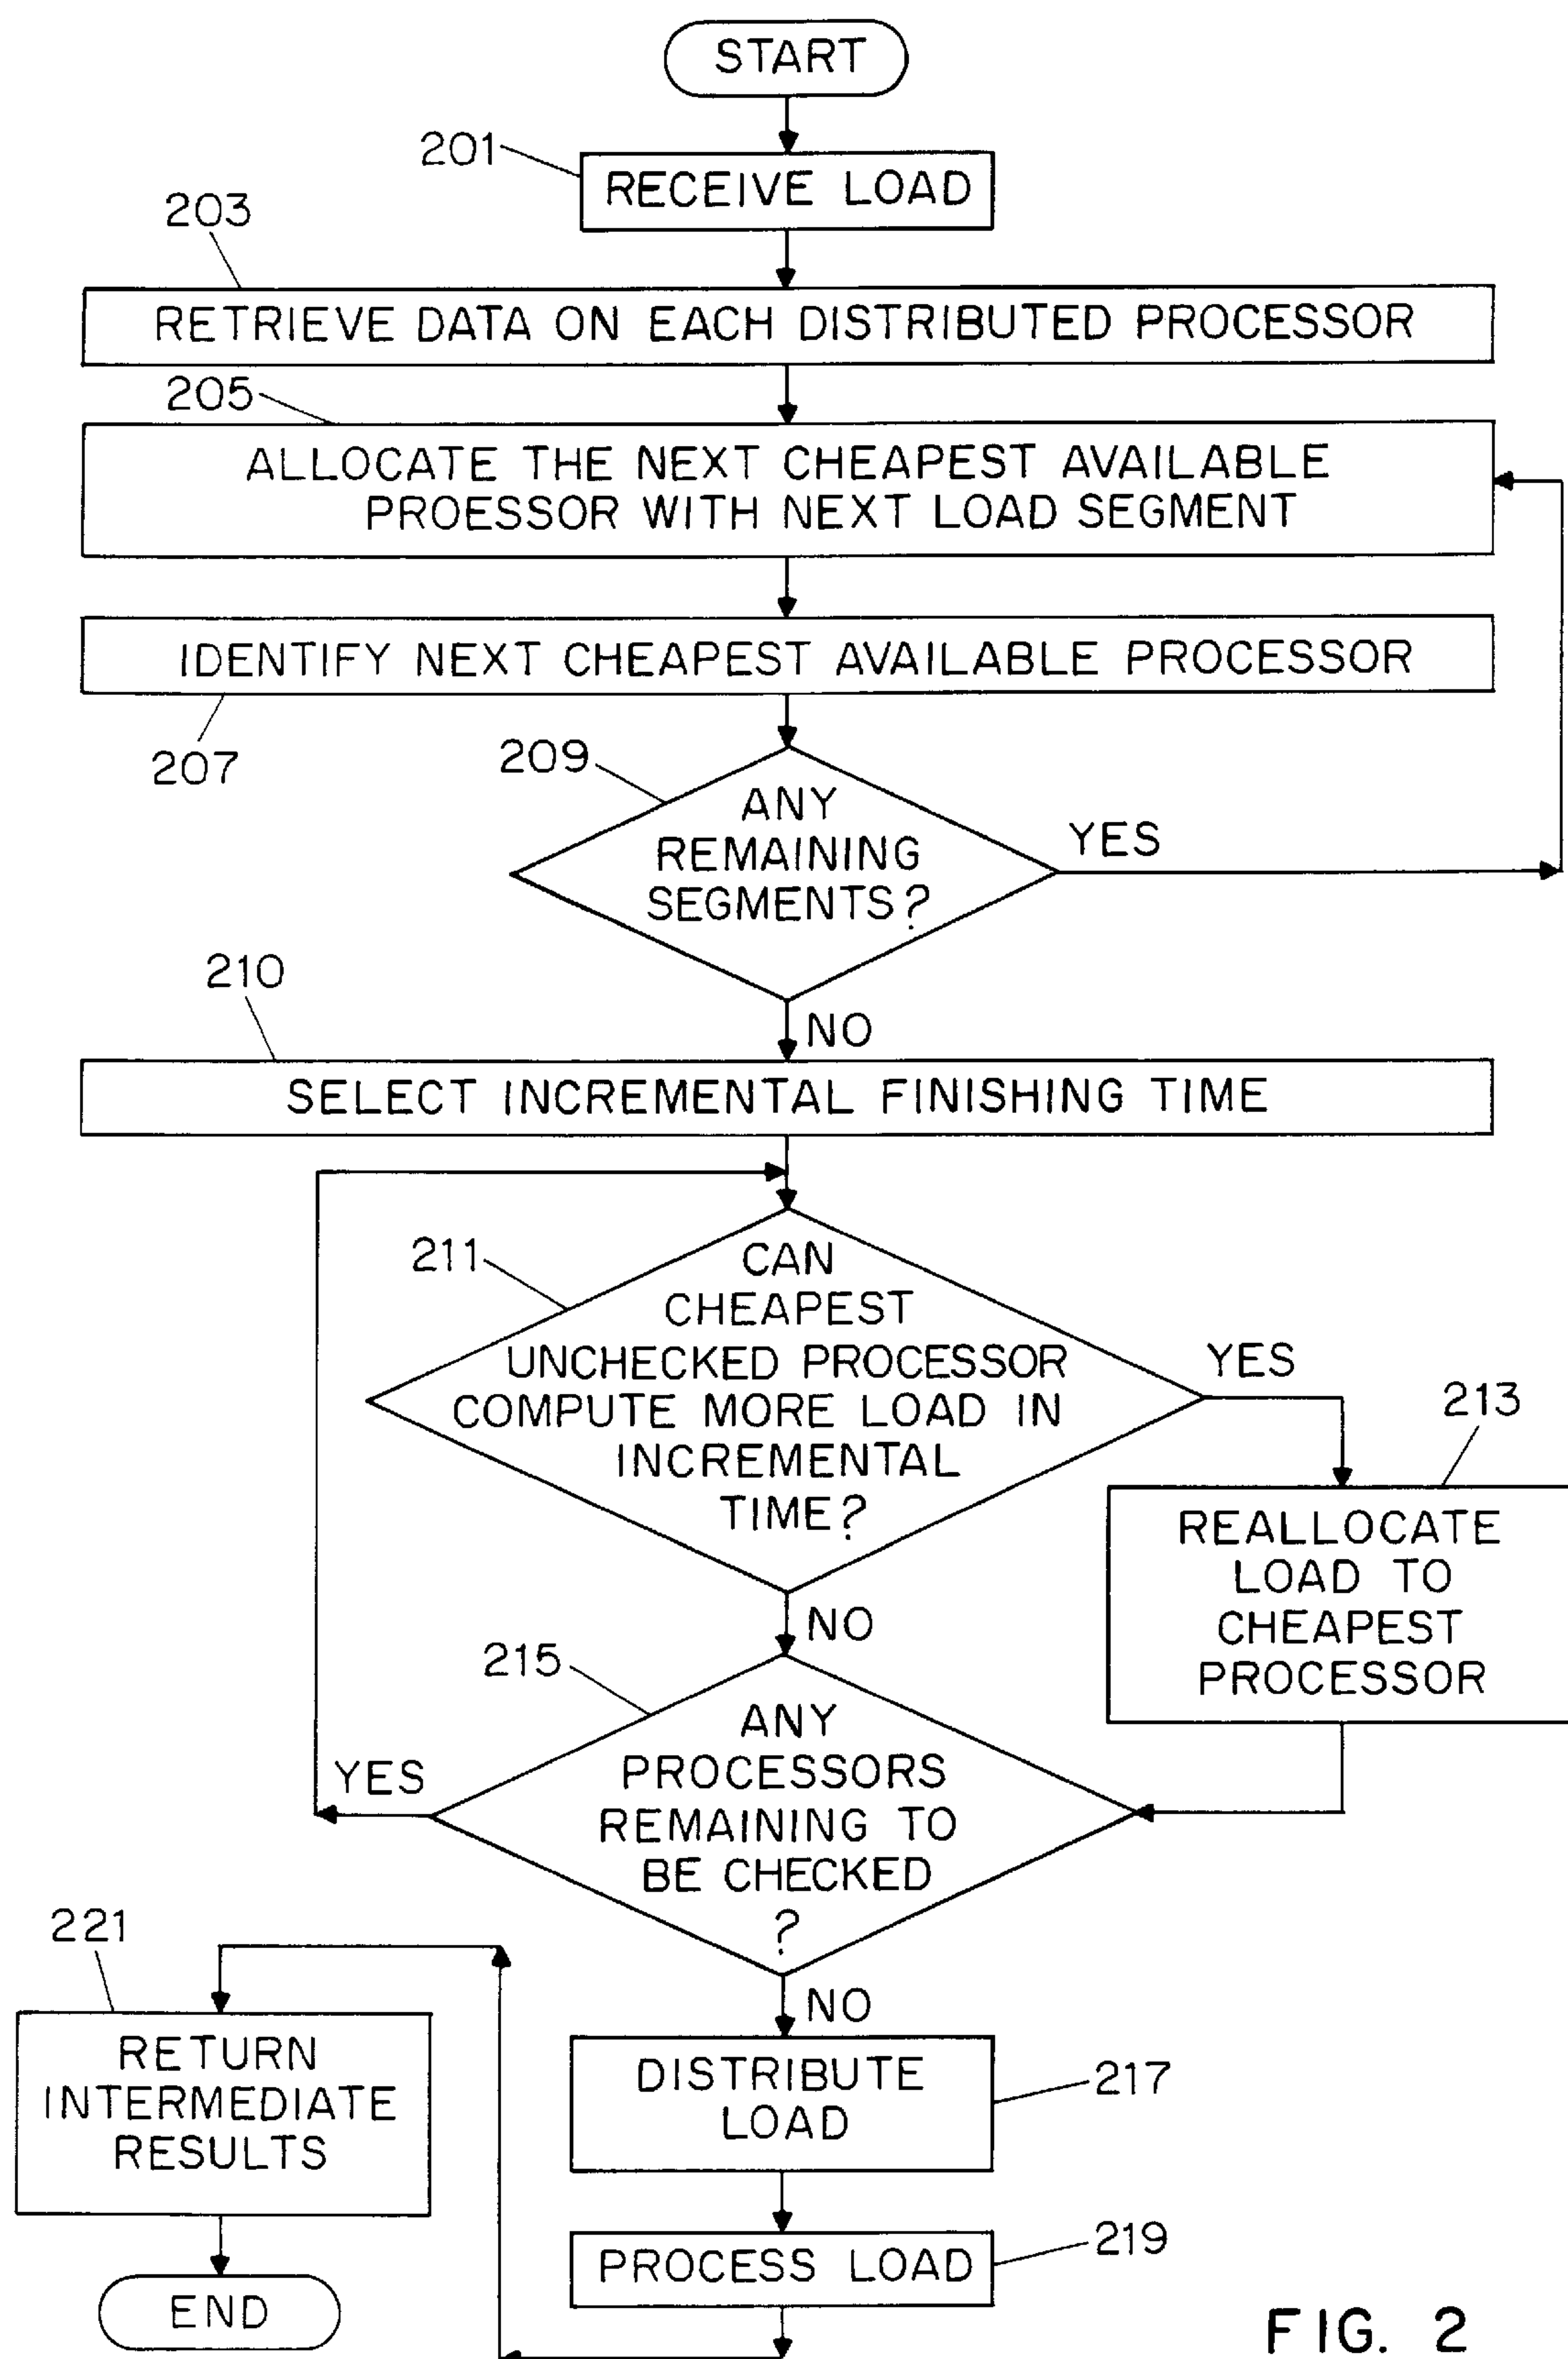 START
201
RECEIVE LOAD
203
RETRIEVE DATA ON EACH DISTRIBUTED PROCESSOR
205
ALLOCATE THE NEXT CHEAPEST AVAILABLE
PROESSOR WITH NEXT LOAD SEGMENT
IDENTIFY NEXT CHEAPEST AVAILABLE PROCESSOR
207
209
ANY
REMAINING
SEGMENTS?
YES
NO
210
SELECT INCREMENTAL FINISHING TIME
211
CAN
CHEAPEST
UNCHECKED PROCESSOR
COMPUTE MORE LOAD IN
INCREMENTAL
TIME?
YES
213
REALLOCATE
LOAD TO
CHEAPEST
PROCESSOR
NO
215
ANY
PROCESSORS
REMAINING TO
BE CHECKED
?
YES
NO
217
DISTRIBUTE
LOAD
219
PROCESS LOAD
221
RETURN
INTERMEDIATE
RESULTS
END
FIG. 2